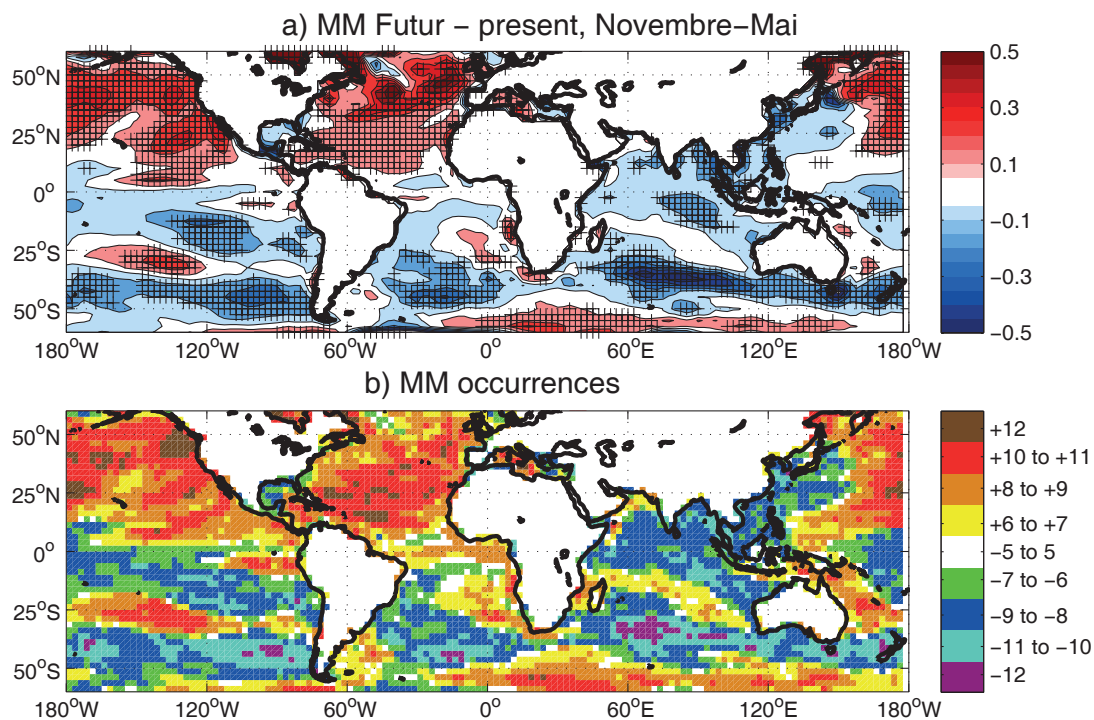 a) MM Futur – present, Novembre–Mai
50°N
25°N
0°
25°S
50°S
180°W
120°W
60°W
0°
60°E
120°E
180°W
0.5
0.3
0.1
−0.1
−0.3
−0.5
b) MM occurrences
50°N
25°N
0°
25°S
50°S
180°W
120°W
60°W
0°
60°E
120°E
180°W
+12
+10 to +11
+8 to +9
+6 to +7
−5 to 5
−7 to −6
−9 to −8
−11 to −10
−12